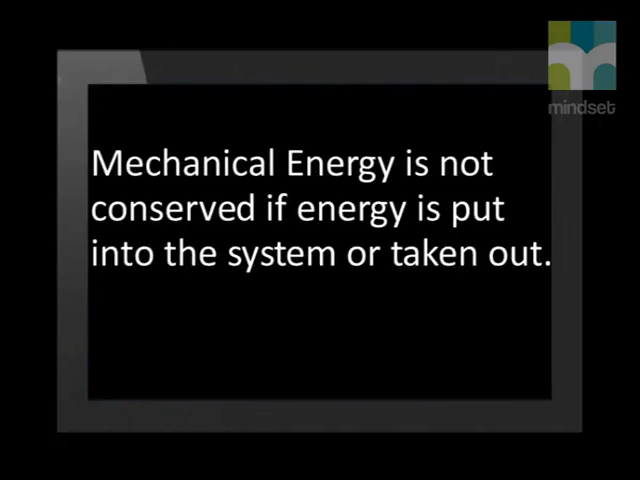 mindset
Mechanical Energy is not
conserved if energy is put
into the system or taken out.